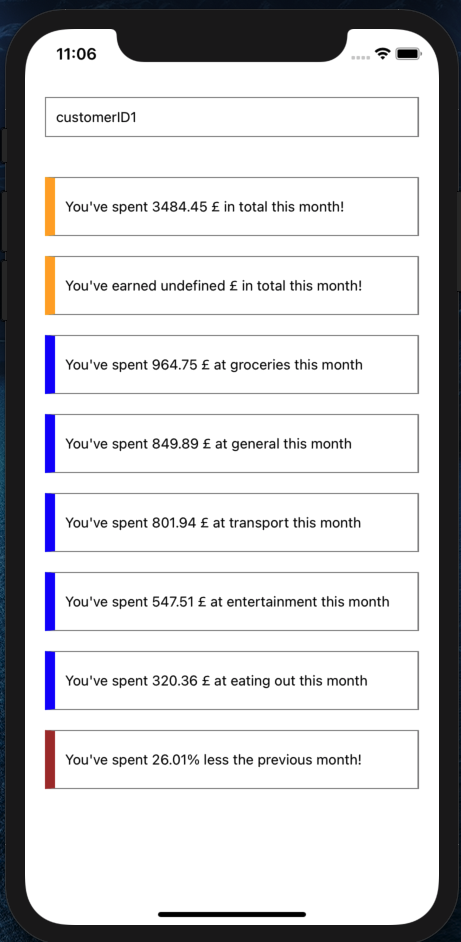 11:06
customerID1
You've spent 3484.45 £ in total this month!
You've earned undefined £ in total this month!
You've spent 964.75 £ at groceries this month
You've spent 849.89 £ at general this month
You've spent 801.94 £ at transport this month
You've spent 547.51 £ at entertainment this month
You've spent 320.36 £ at eating out this month
You've spent 26.01% less the previous month!